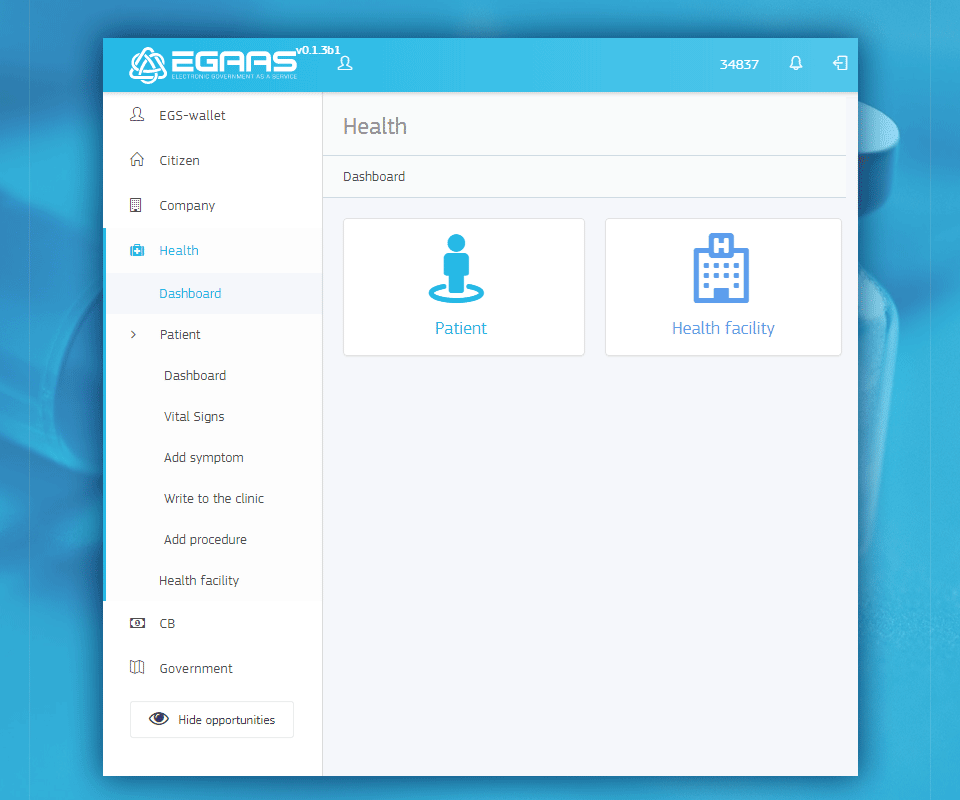 EGAAS
v0.1.3b1
ELECTRONIC GOVERNMENT AS A SERVICE
34837
EGS-wallet
Citizen
Company
Health
Dashboard
Patient
Dashboard
Vital Signs
Add symptom
Write to the clinic
Add procedure
Health facility
CB
Government
Hide opportunities
Health
Dashboard
H
Patient
Health facility